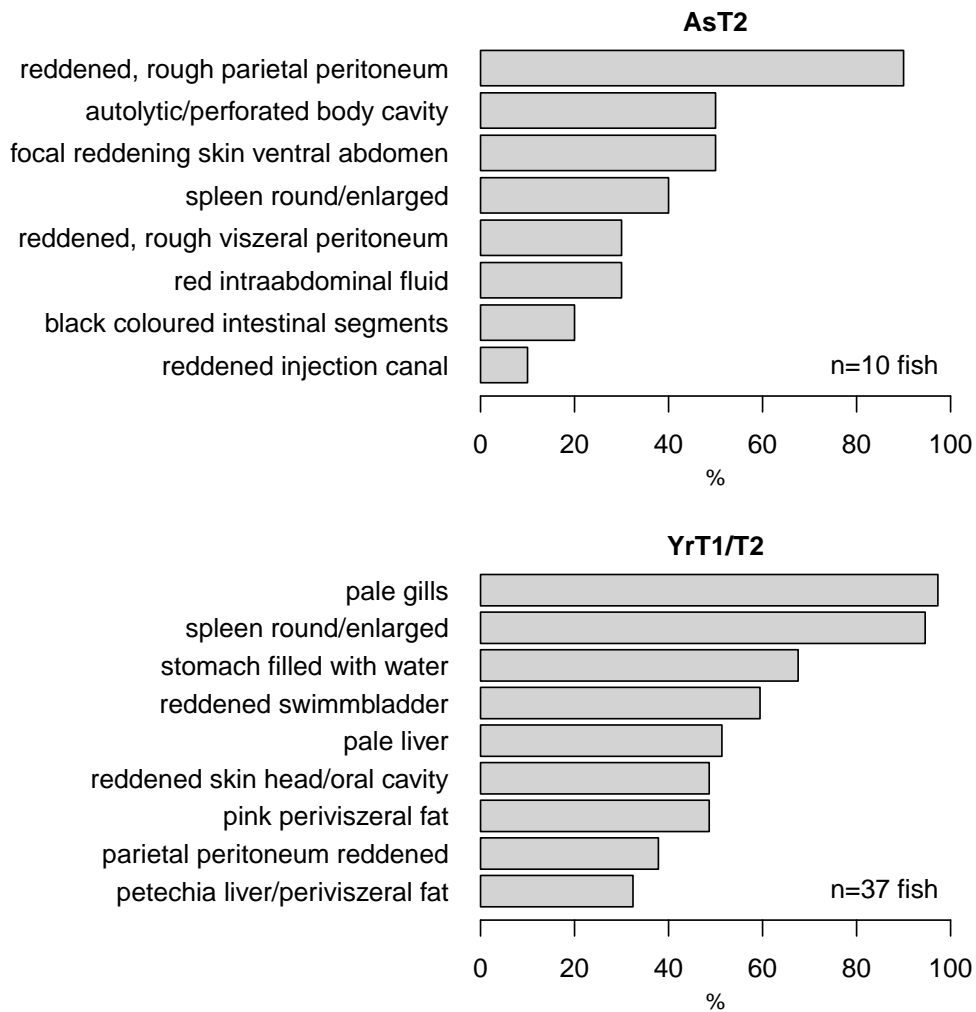 AsT2
reddened, rough parietal peritoneum
autolytic/perforated body cavity
focal reddening skin ventral abdomen
spleen round/enlarged
reddened, rough viszeral peritoneum
red intraabdominal fluid
black coloured intestinal segments
reddened injection canal
n=10 fish
0 20 40 60 80 100
%
YrT1/T2
pale gills
spleen round/enlarged
stomach filled with water
reddened swimmbladder
pale liver
reddened skin head/oral cavity
pink periviszeral fat
parietal peritoneum reddened
petechia liver/periviszeral fat
n=37 fish
0 20 40 60 80 100
%